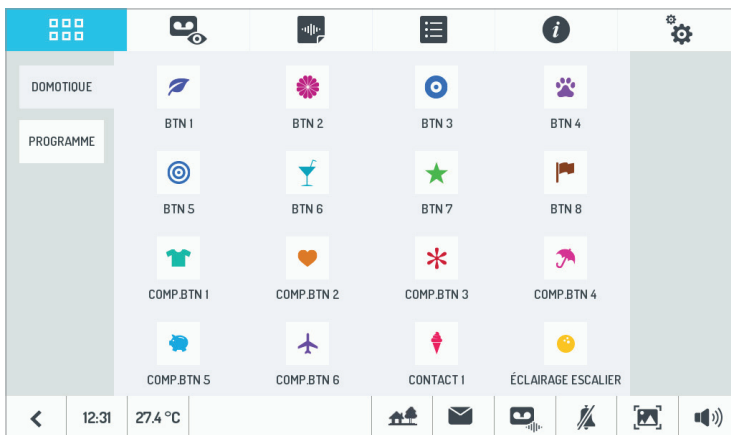 DOMOTIQUE
PROGRAMME
BTN 1
BTN 2
BTN 3
BTN 4
BTN 5
BTN 6
BTN 7
BTN 8
COMP.BTN 1
COMP.BTN 2
COMP.BTN 3
COMP.BTN 4
COMP.BTN 5
COMP.BTN 6
CONTACT 1
ÉCLAIRAGE ESCALIER
12:31
27.4 °C